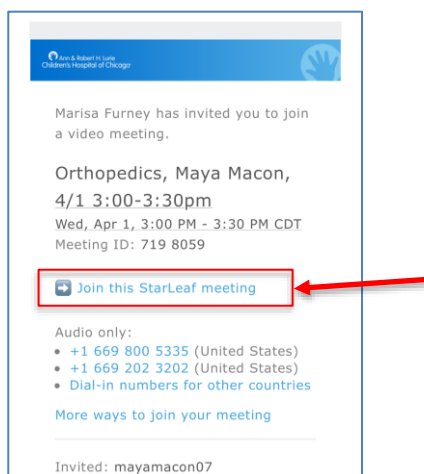 Ann & Robert H. Lurie
Children's Hospital of Chicago®
Marisa Furney has invited you to join
a video meeting.
Orthopedics, Maya Macon,
4/1 3:00-3:30pm
Wed, Apr 1, 3:00 PM - 3:30 PM CDT
Meeting ID: 719 8059
Join this StarLeaf meeting
Audio only:
• +1 669 800 5335 (United States)
• +1 669 202 3202 (United States)
• Dial-in numbers for other countries
More ways to join your meeting
Invited: mayamacon07